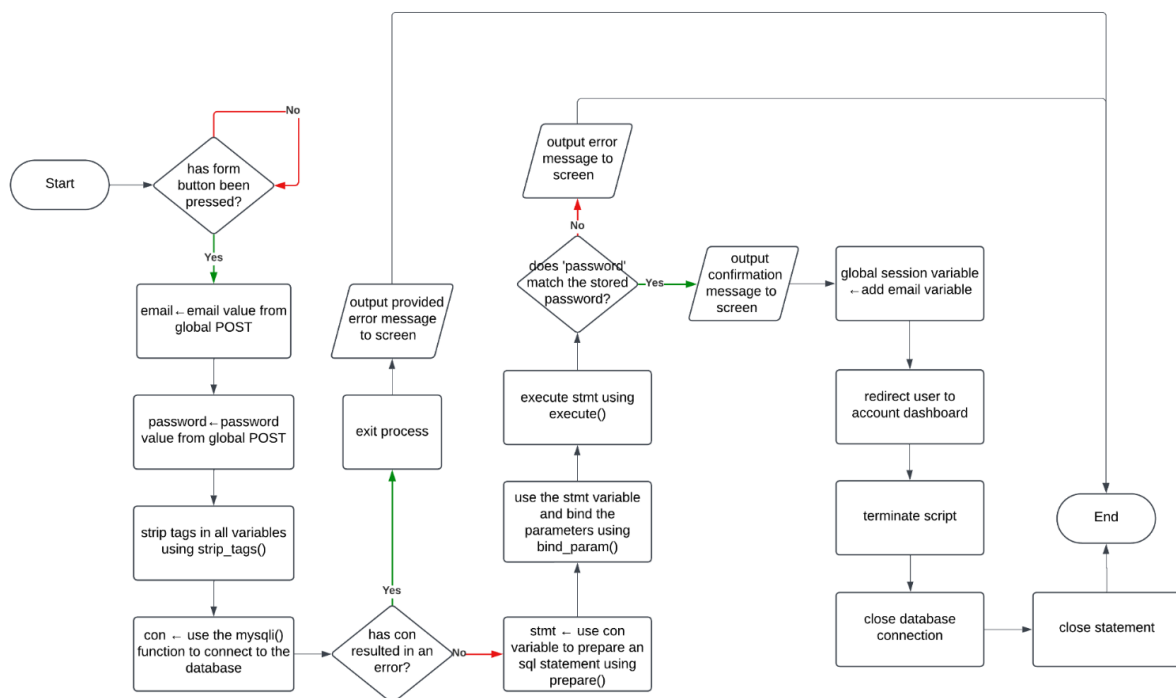 Start
No
has form
button been
pressed?
Yes
email←email value from
global POST
password←password
value from global POST
strip tags in all variables
using strip_tags()
con ← use the mysqli()
function to connect to the
database
has con
resulted in an
error?
Yes
exit process
output provided
error message
to screen
No
stmt ← use con
variable to prepare an
sql statement using
prepare()
use the stmt variable
and bind the
parameters using
bind_param()
execute stmt using
execute()
does 'password'
match the stored
password?
No
output error
message to
screen
Yes
output
confirmation
message to
screen
global session variable
←add email variable
redirect user to
account dashboard
terminate script
close database
connection
close statement
End